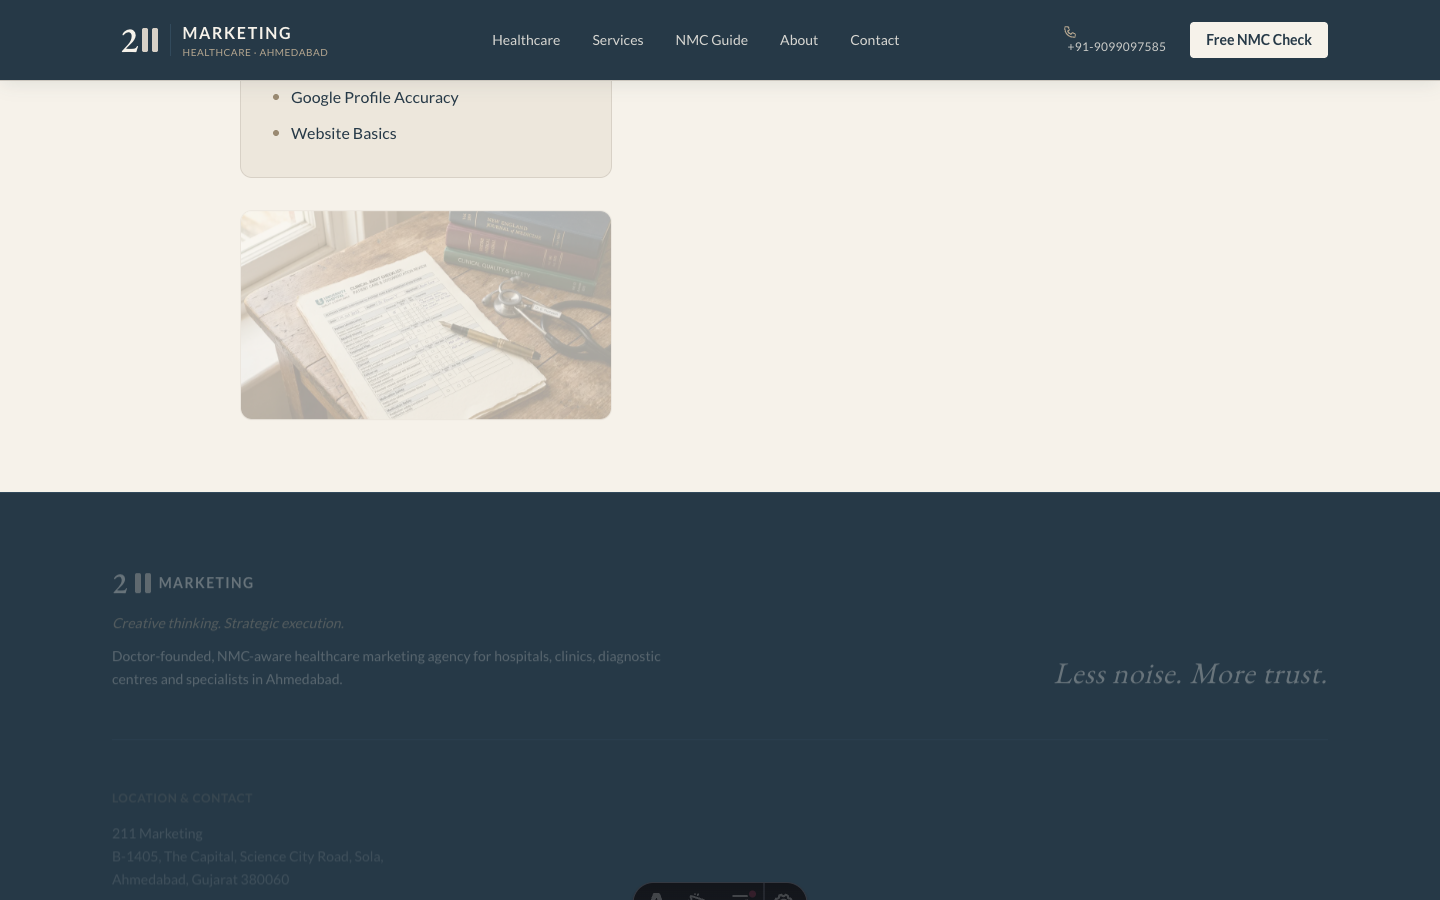 211 MARKETING
HEALTHCARE · AHMEDABAD
Healthcare
Services
NMC Guide
About
Contact
+91-9099097585
Free NMC Check
Google Profile Accuracy
Website Basics
211 MARKETING
Creative thinking. Strategic execution.
Doctor-founded, NMC-aware healthcare marketing agency for hospitals, clinics, diagnostic
centres and specialists in Ahmedabad.
Less noise. More trust.
LOCATION & CONTACT
211 Marketing
B-1405, The Capital, Science City Road, Sola,
Ahmedabad, Gujarat 380060